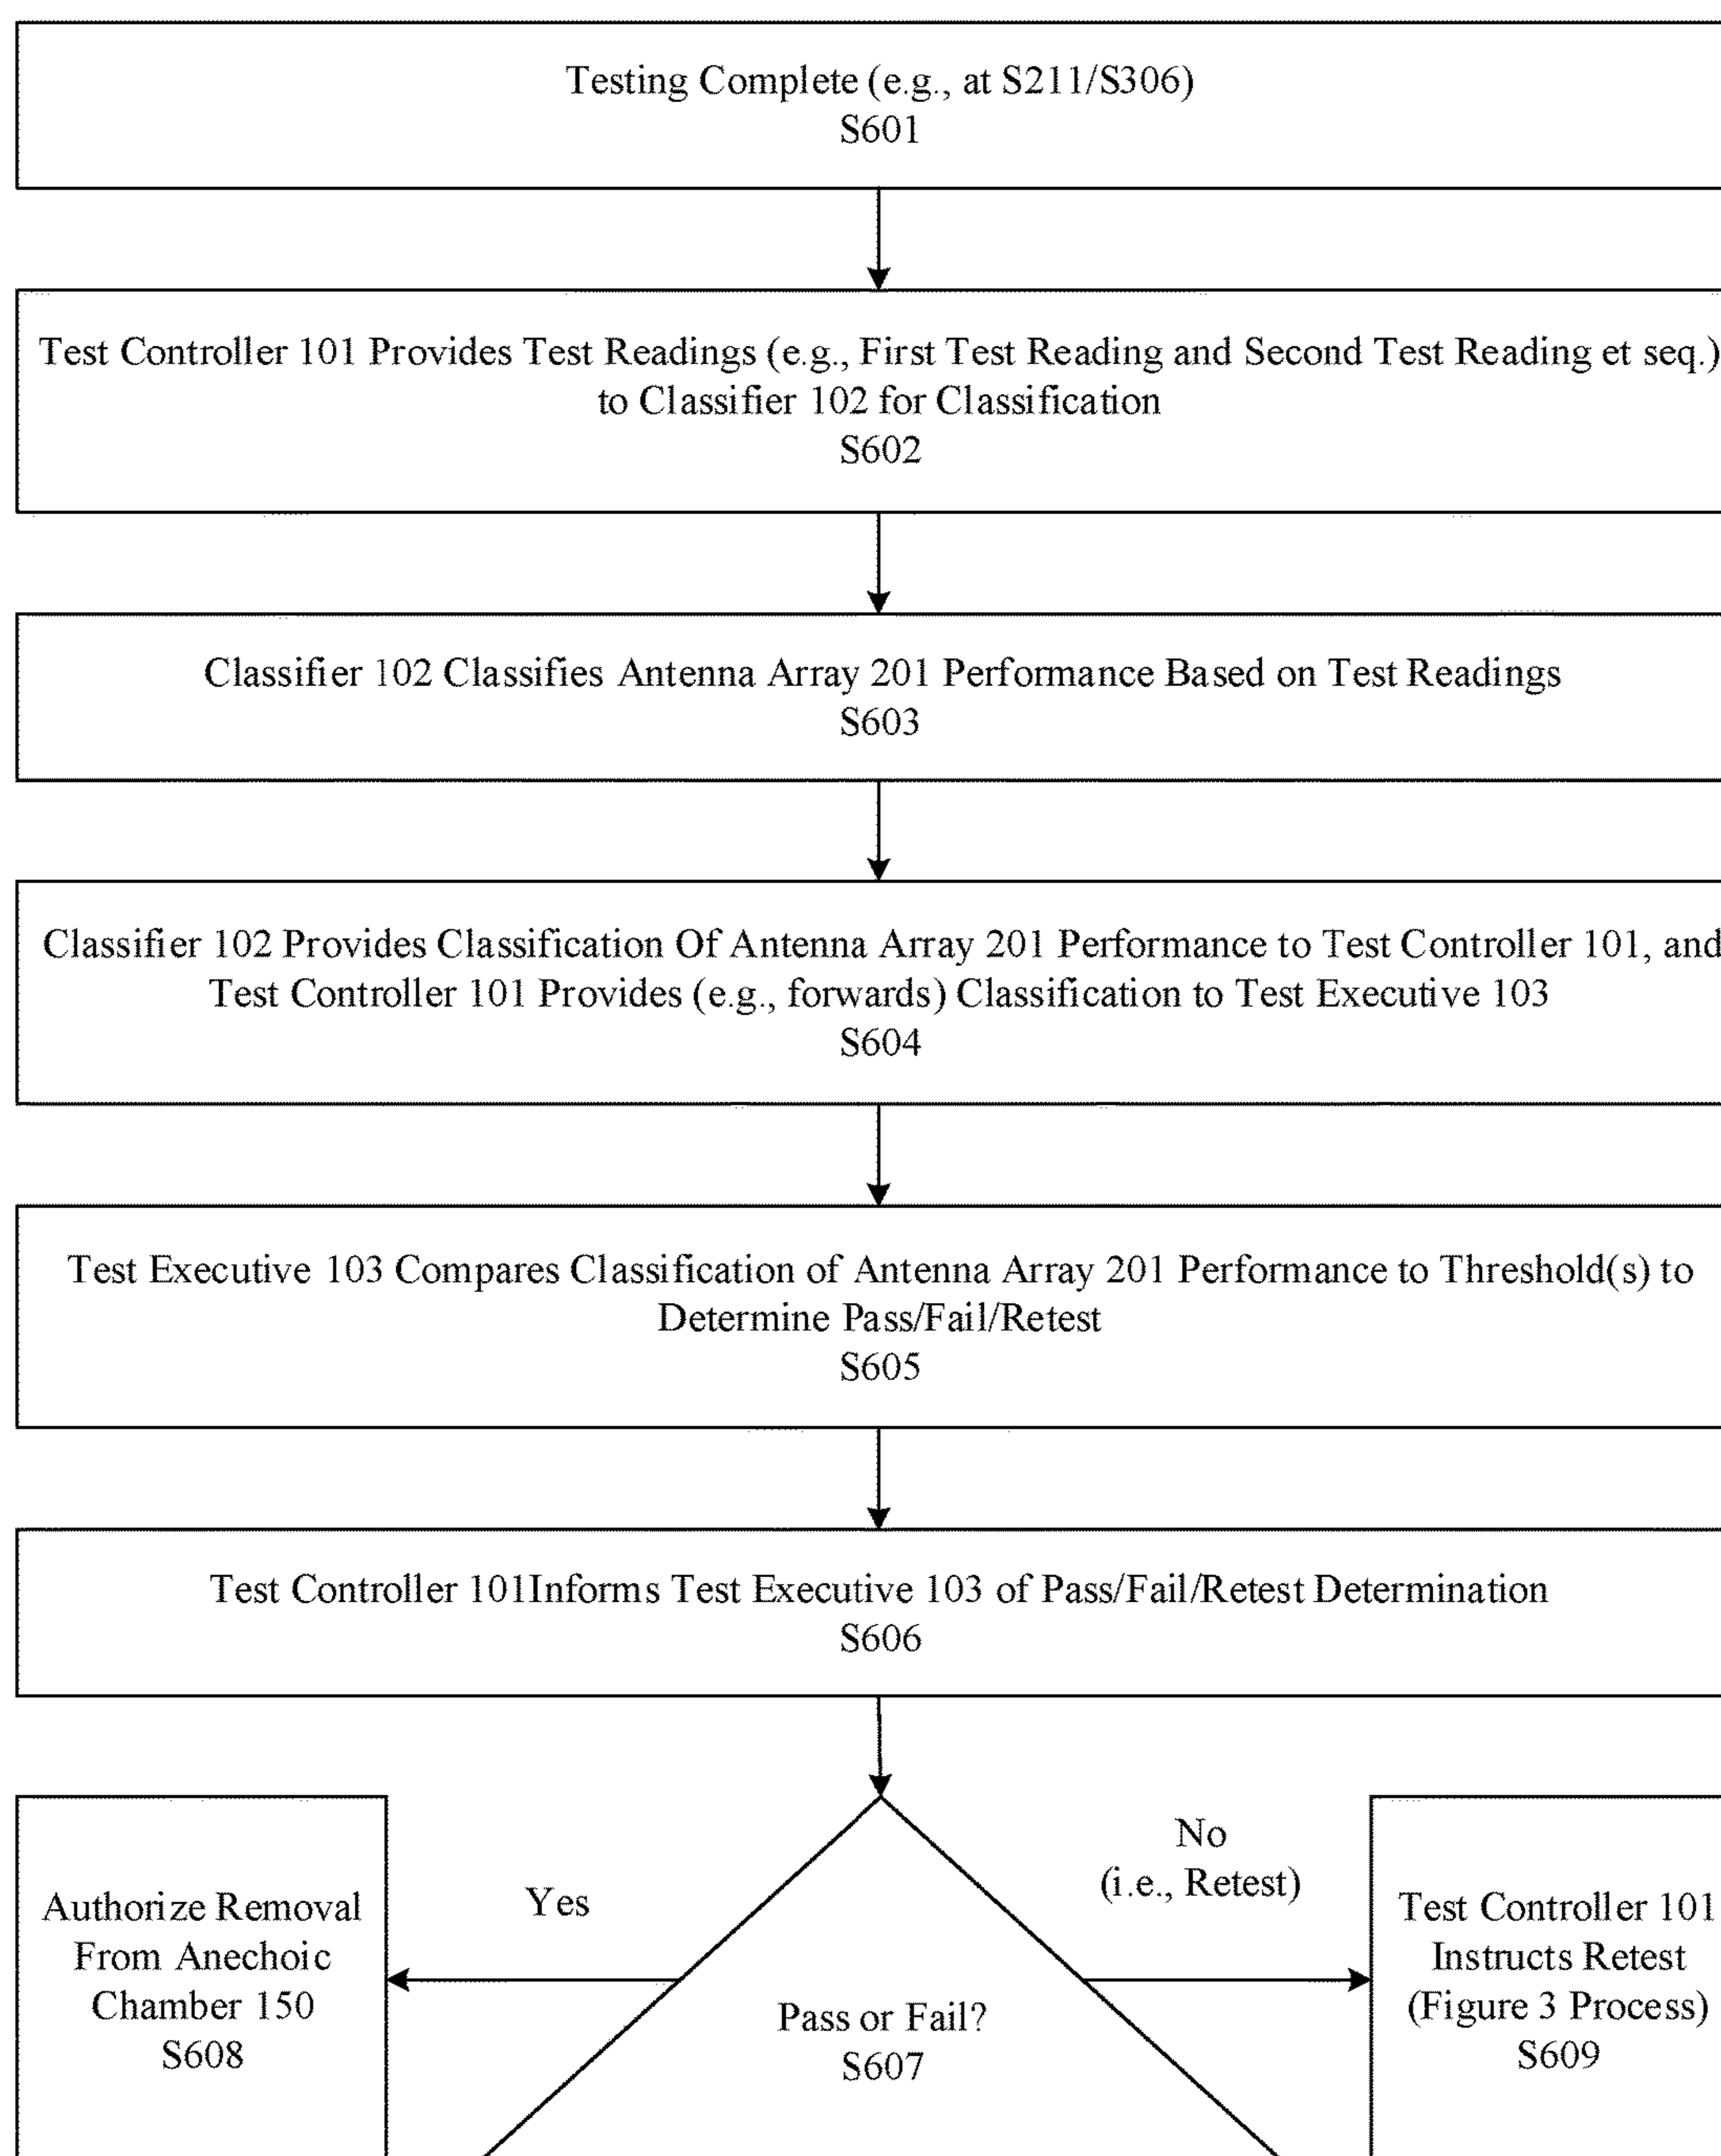 Testing Complete (e.g., at S211/S306)
S601
Test Controller 101 Provides Test Readings (e.g., First Test Reading and Second Test Reading et seq.)
to Classifier 102 for Classification
S602
Classifier 102 Classifies Antenna Array 201 Performance Based on Test Readings
S603
Classifier 102 Provides Classification Of Antenna Array 201 Performance to Test Controller 101, and
Test Controller 101 Provides (e.g., forwards) Classification to Test Executive 103
S604
Test Executive 103 Compares Classification of Antenna Array 201 Performance to Threshold(s) to
Determine Pass/Fail/Retest
S605
Test Controller 101Informs Test Executive 103 of Pass/Fail/Retest Determination
S606
Authorize Removal
From Anechoic
Chamber 150
S608
Yes
Pass or Fail?
S607
No
(i.e., Retest)
Test Controller 101
Instructs Retest
(Figure 3 Process)
S609